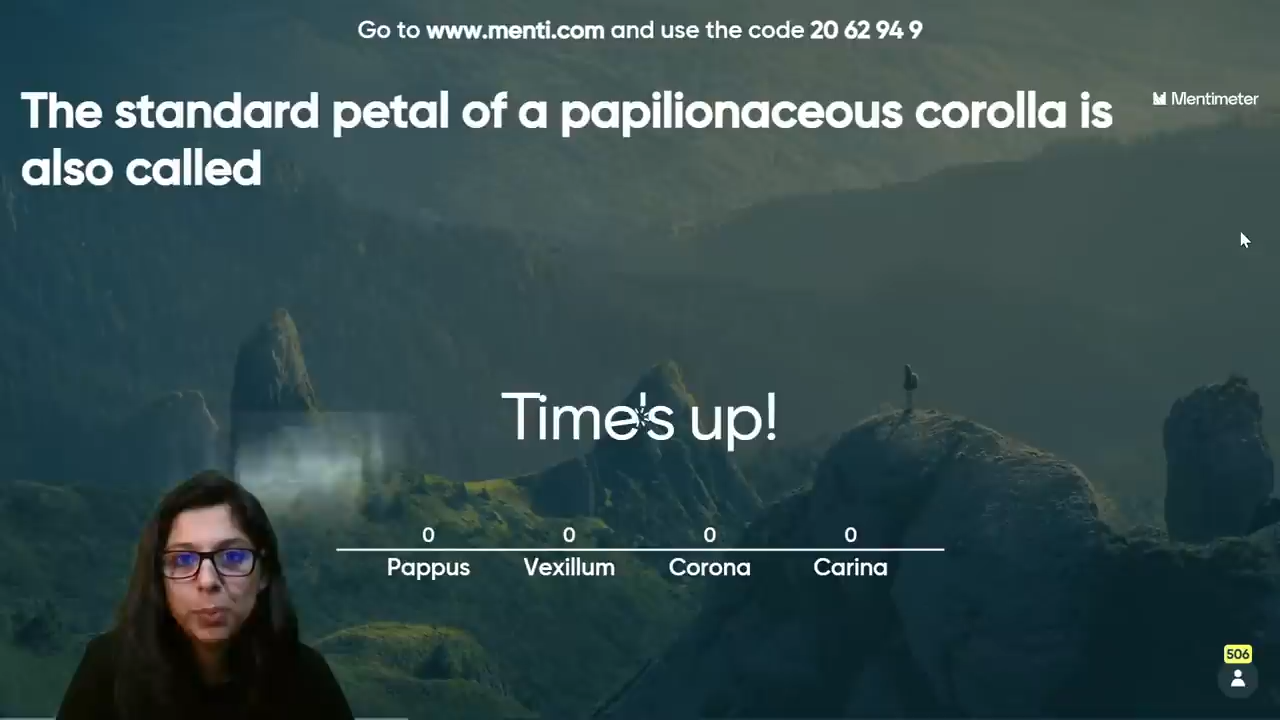 Go to www.menti.com and use the code 20 62 94 9
The standard petal of a papilionaceous corolla is
also called
Mentimeter
Time's up!
0 0 0 0
Pappus Vexillum Corona Carina
506